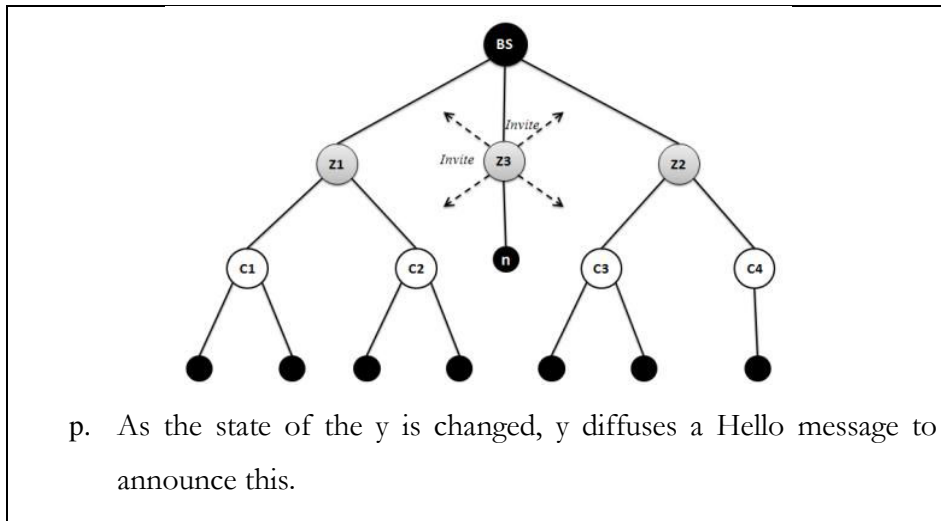 BS
Invite
Z1
Invite
Z3
Z2
C1
C2
n
C3
C4
p. As the state of the y is changed, y diffuses a Hello message to
announce this.